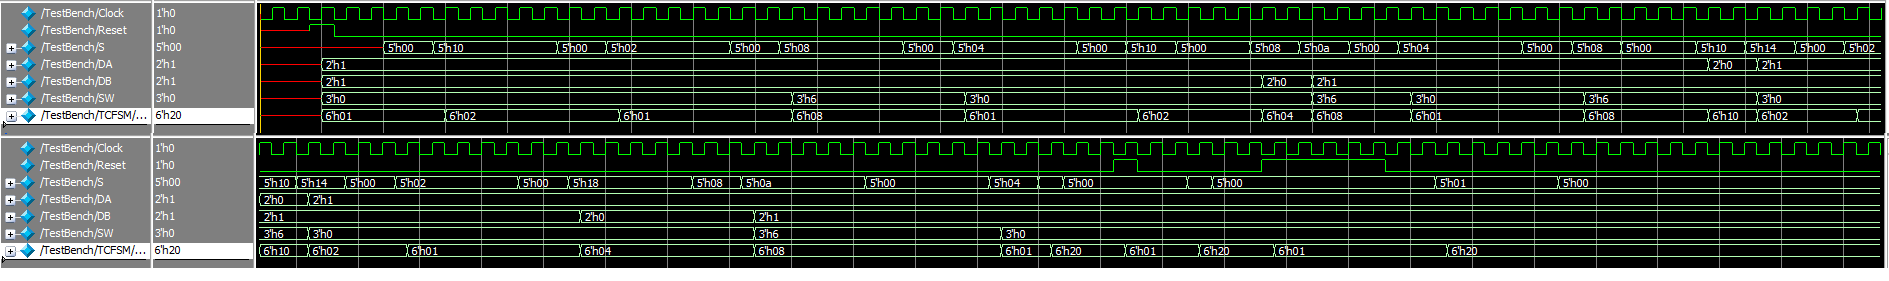 /TestBench/Clock 1'h0
/TestBench/Reset 1'h0
/TestBench/S 5'h00 5'h00 5'h10 5'h00 5'h02 5'h00 5'h08 5'h00 5'h04 5'h00 5'h10 5'h00 5'h08 5'h0a 5'h00 5'h04 5'h00 5'h08 5'h00 5'h10 5'h14 5'h00 5'h02
/TestBench/DA 2'h1 2'h1 2'h0 2'h1
/TestBench/DB 2'h1 2'h1 2'h0 2'h1
/TestBench/SW 3'h0 3'h0 3'h6 3'h0 3'h6 3'h0 3'h6 3'h0
/TestBench/TCFSM/... 6'h20 6'h01 6'h02 6'h01 6'h08 6'h01 6'h02 6'h04 6'h08 6'h01 6'h08 6'h10 6'h02
/TestBench/Clock 1'h0
/TestBench/Reset 1'h0
/TestBench/S 5'h00 5'h10 5'h14 5'h00 5'h02 5'h00 5'h18 5'h08 5'h0a 5'h00 5'h04 5'h00 5'h00 5'h01 5'h00
/TestBench/DA 2'h1 2'h0 2'h1
/TestBench/DB 2'h1 2'h1 2'h0 2'h1
/TestBench/SW 3'h0 3'h6 3'h0 3'h6 3'h0
/TestBench/TCFSM/... 6'h20 6'h10 6'h02 6'h01 6'h04 6'h08 6'h01 6'h20 6'h01 6'h20 6'h01 6'h20